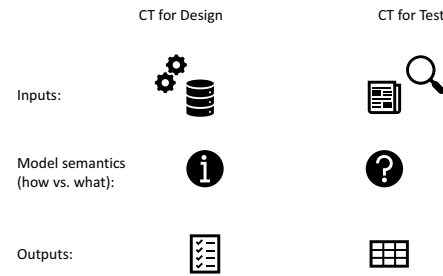 CT for Design
CT for Test
Inputs:
Model semantics
(how vs. what):
Outputs: